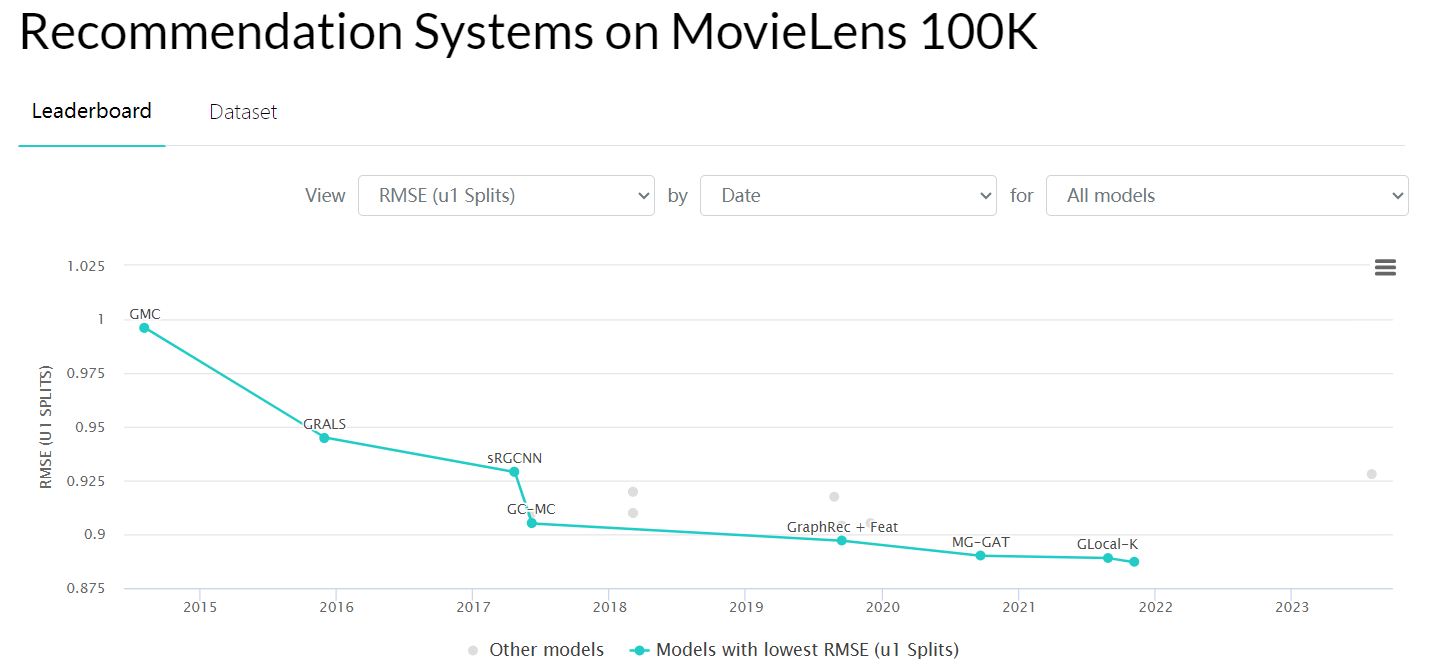 Recommendation Systems on MovieLens 100K
Leaderboard Dataset
View RMSE (u1 Splits) by Date for All models
1.025
1
0.975
0.95
0.925
0.9
0.875
RMSE (U1 SPLITS)
GMC
GRALS
sRGCNN
GC-MC
GraphRec + Feat
MG-GAT
GLocal-K
2015 2016 2017 2018 2019 2020 2021 2022 2023
Other models Models with lowest RMSE (u1 Splits)